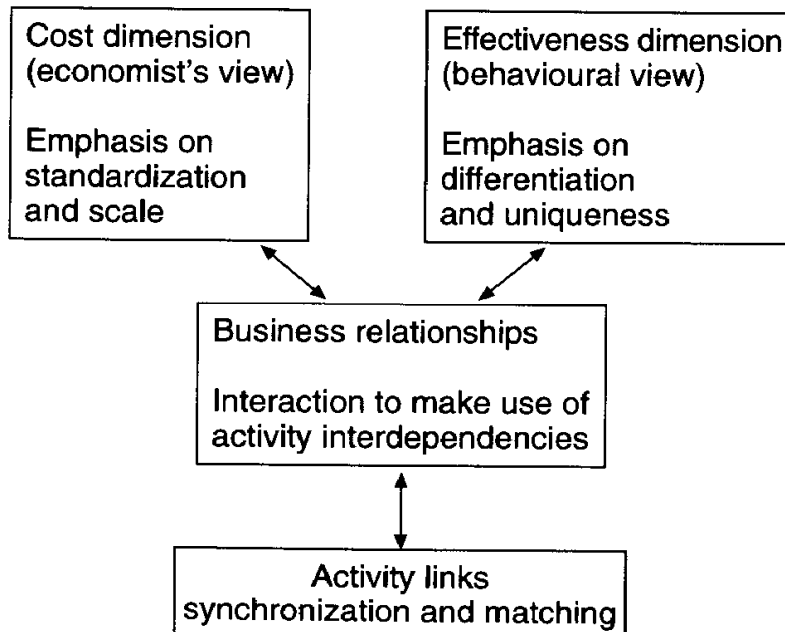 Cost dimension
(economist's view)
Emphasis on
standardization
and scale
Effectiveness dimension
(behavioural view)
Emphasis on
differentiation
and uniqueness
Business relationships
Interaction to make use of
activity interdependencies
Activity links
synchronization and matching